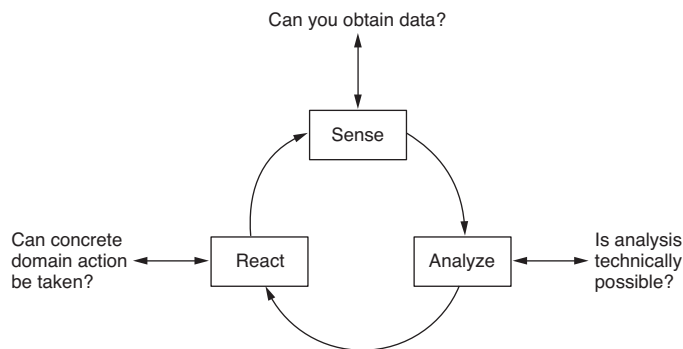 Can you obtain data?
Sense
Can concrete
domain action
be taken?
React
Analyze
Is analysis
technically
possible?